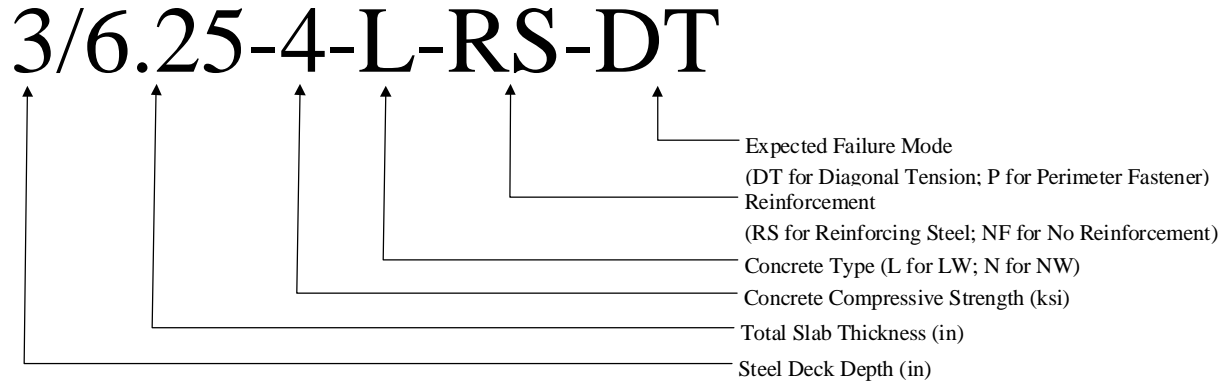 3/6.25-4-L-RS-DT
Expected Failure Mode
(DT for Diagonal Tension; P for Perimeter Fastener)
Reinforcement
(RS for Reinforcing Steel; NF for No Reinforcement)
Concrete Type (L for LW; N for NW)
Concrete Compressive Strength (ksi)
Total Slab Thickness (in)
Steel Deck Depth (in)